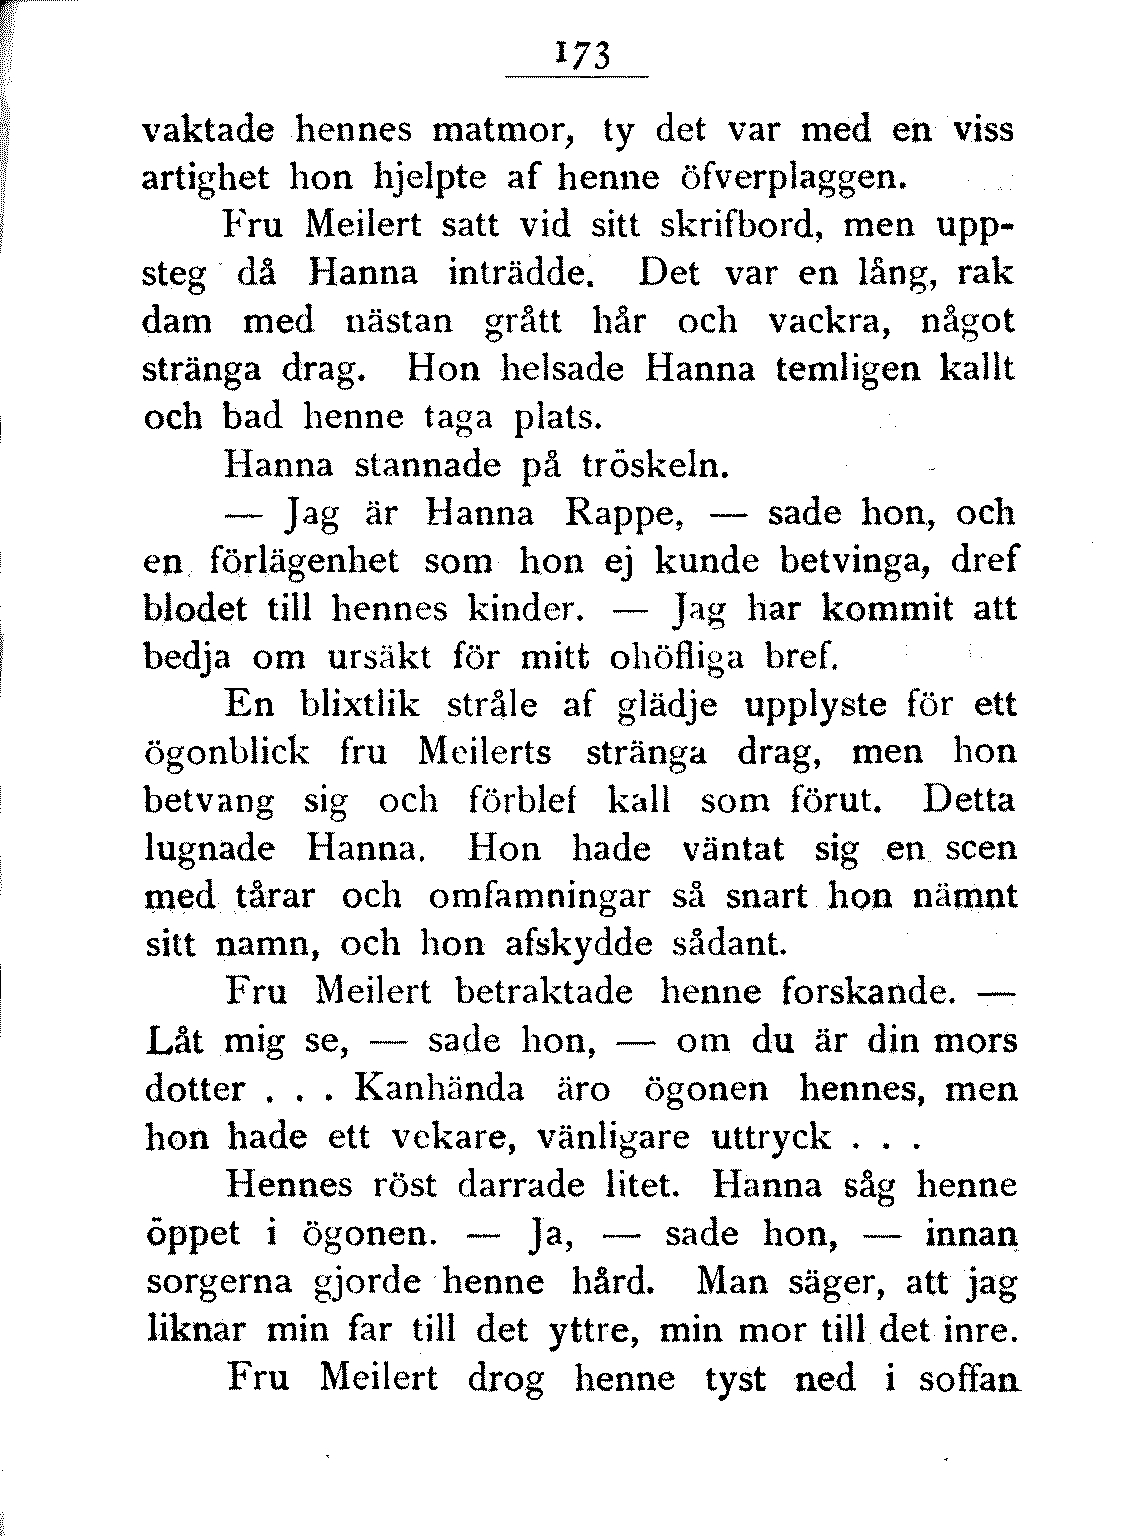 173
vaktade hennes matmor, ty det var med en viss
artighet hon hjelpte af henne öfverplaggen.
Fru Meilert satt vid sitt skrifbord, men upp-
steg då Hanna inträdde. Det var en lång, rak
dam med nästan grått hår och vackra, något
stränga drag. Hon helsade Hanna temligen kallt
och bad henne taga plats.
Hanna stannade på tröskeln.
— Jag är Hanna Rappe, — sade hon, och
en förlägenhet som hon ej kunde betvinga, dref
blodet till hennes kinder. — Jag har kommit att
bedja om ursäkt för mitt ohöfliga bref.
En blixtlik stråle af glädje upplyste för ett
ögonblick fru Meilerts stränga drag, men hon
betvang sig och förblef kall som förut. Detta
lugnade Hanna. Hon hade väntat sig en scen
med tårar och omfamningar så snart hon nämnt
sitt namn, och hon afskydde sådant.
Fru Meilert betraktade henne forskande. —
Låt mig se, — sade hon, — om du är din mors
dotter . . . Kanhända äro ögonen hennes, men
hon hade ett vekare, vänligare uttryck . . .
Hennes röst darrade litet. Hanna såg henne
öppet i ögonen. — Ja, — sade hon, — innan
sorgerna gjorde henne hård. Man säger, att jag
liknar min far till det yttre, min mor till det inre.
Fru Meilert drog henne tyst ned i soffan